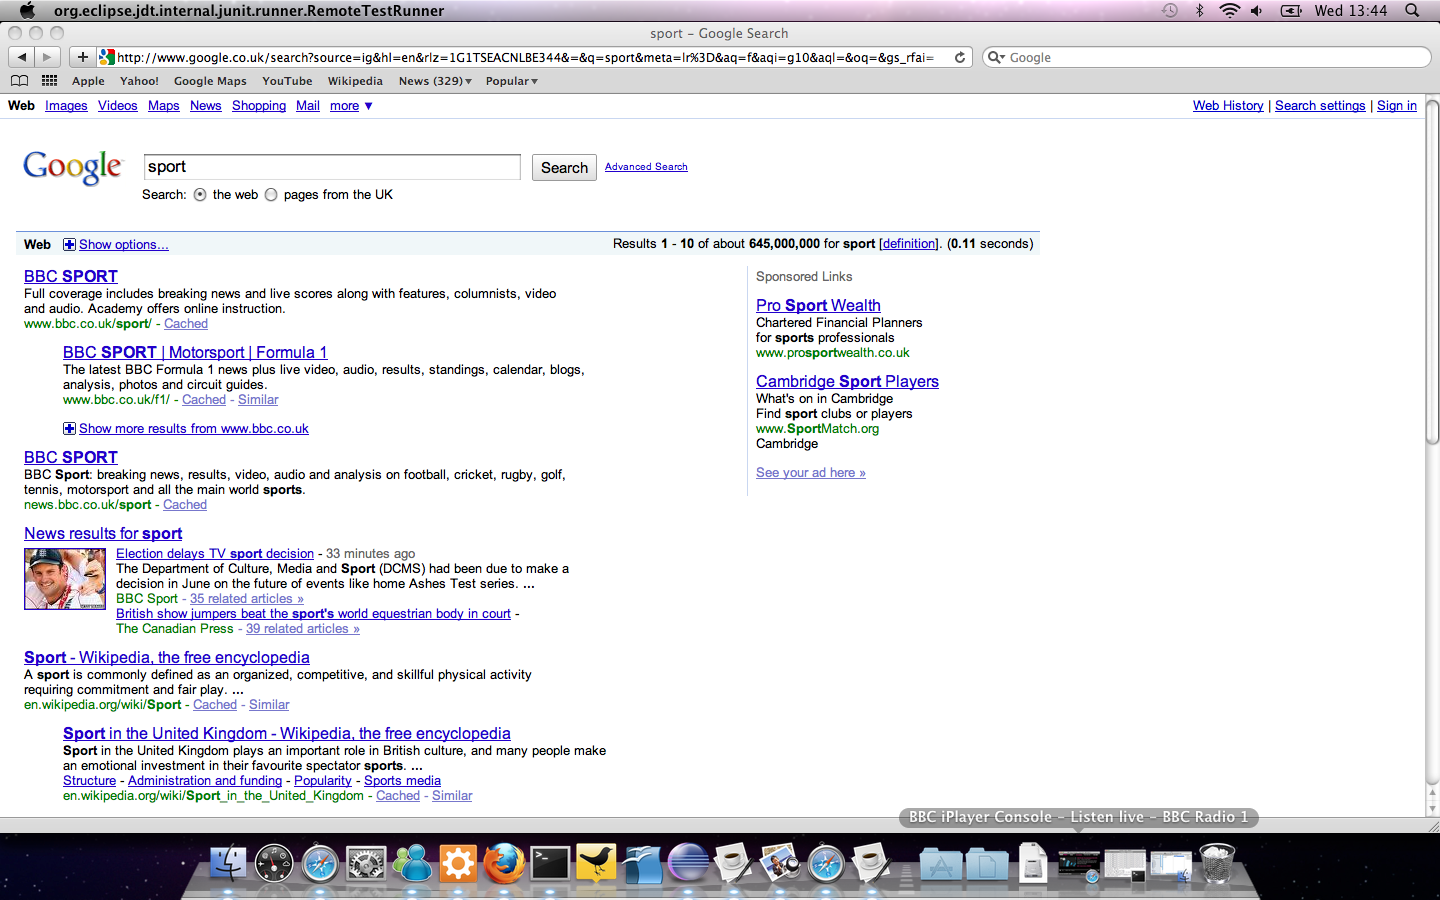 org.eclipse.jdt.internal.junit.runner.RemoteTestRunner
Wed 13:44
sport – Google Search
http://www.google.co.uk/search?source=ig&hl=en&rlz=1G1TSEACNLBE344&=&q=sport&meta=lr%3D&aq=f&aqi=g10&aql=&oq=&gs_rfai=
Google
Apple Yahoo! Google Maps YouTube Wikipedia News (329)▾ Popular▾
Web Images Videos Maps News Shopping Mail more ▼
Web History | Search settings | Sign in
Google
sport
Search
Advanced Search
Search: the web pages from the UK
Web Show options...
Results 1 - 10 of about 645,000,000 for sport [definition]. (0.11 seconds)
BBC SPORT
Full coverage includes breaking news and live scores along with features, columnists, video
and audio. Academy offers online instruction.
www.bbc.co.uk/sport/ - Cached
BBC SPORT | Motorsport | Formula 1
The latest BBC Formula 1 news plus live video, audio, results, standings, calendar, blogs,
analysis, photos and circuit guides.
www.bbc.co.uk/f1/ - Cached - Similar
Show more results from www.bbc.co.uk
BBC SPORT
BBC Sport: breaking news, results, video, audio and analysis on football, cricket, rugby, golf,
tennis, motorsport and all the main world sports.
news.bbc.co.uk/sport - Cached
News results for sport
Election delays TV sport decision - 33 minutes ago
The Department of Culture, Media and Sport (DCMS) had been due to make a
decision in June on the future of events like home Ashes Test series. ...
BBC Sport - 35 related articles »
British show jumpers beat the sport's world equestrian body in court -
The Canadian Press - 39 related articles »
Sport - Wikipedia, the free encyclopedia
A sport is commonly defined as an organized, competitive, and skillful physical activity
requiring commitment and fair play. ...
en.wikipedia.org/wiki/Sport - Cached - Similar
Sport in the United Kingdom - Wikipedia, the free encyclopedia
Sport in the United Kingdom plays an important role in British culture, and many people make
an emotional investment in their favourite spectator sports. ...
Structure - Administration and funding - Popularity - Sports media
en.wikipedia.org/wiki/Sport_in_the_United_Kingdom - Cached - Similar
Sponsored Links
Pro Sport Wealth
Chartered Financial Planners
for sports professionals
www.prosportwealth.co.uk
Cambridge Sport Players
What's on in Cambridge
Find sport clubs or players
www.SportMatch.org
Cambridge
See your ad here »
BBC iPlayer Console – Listen live – BBC Radio 1